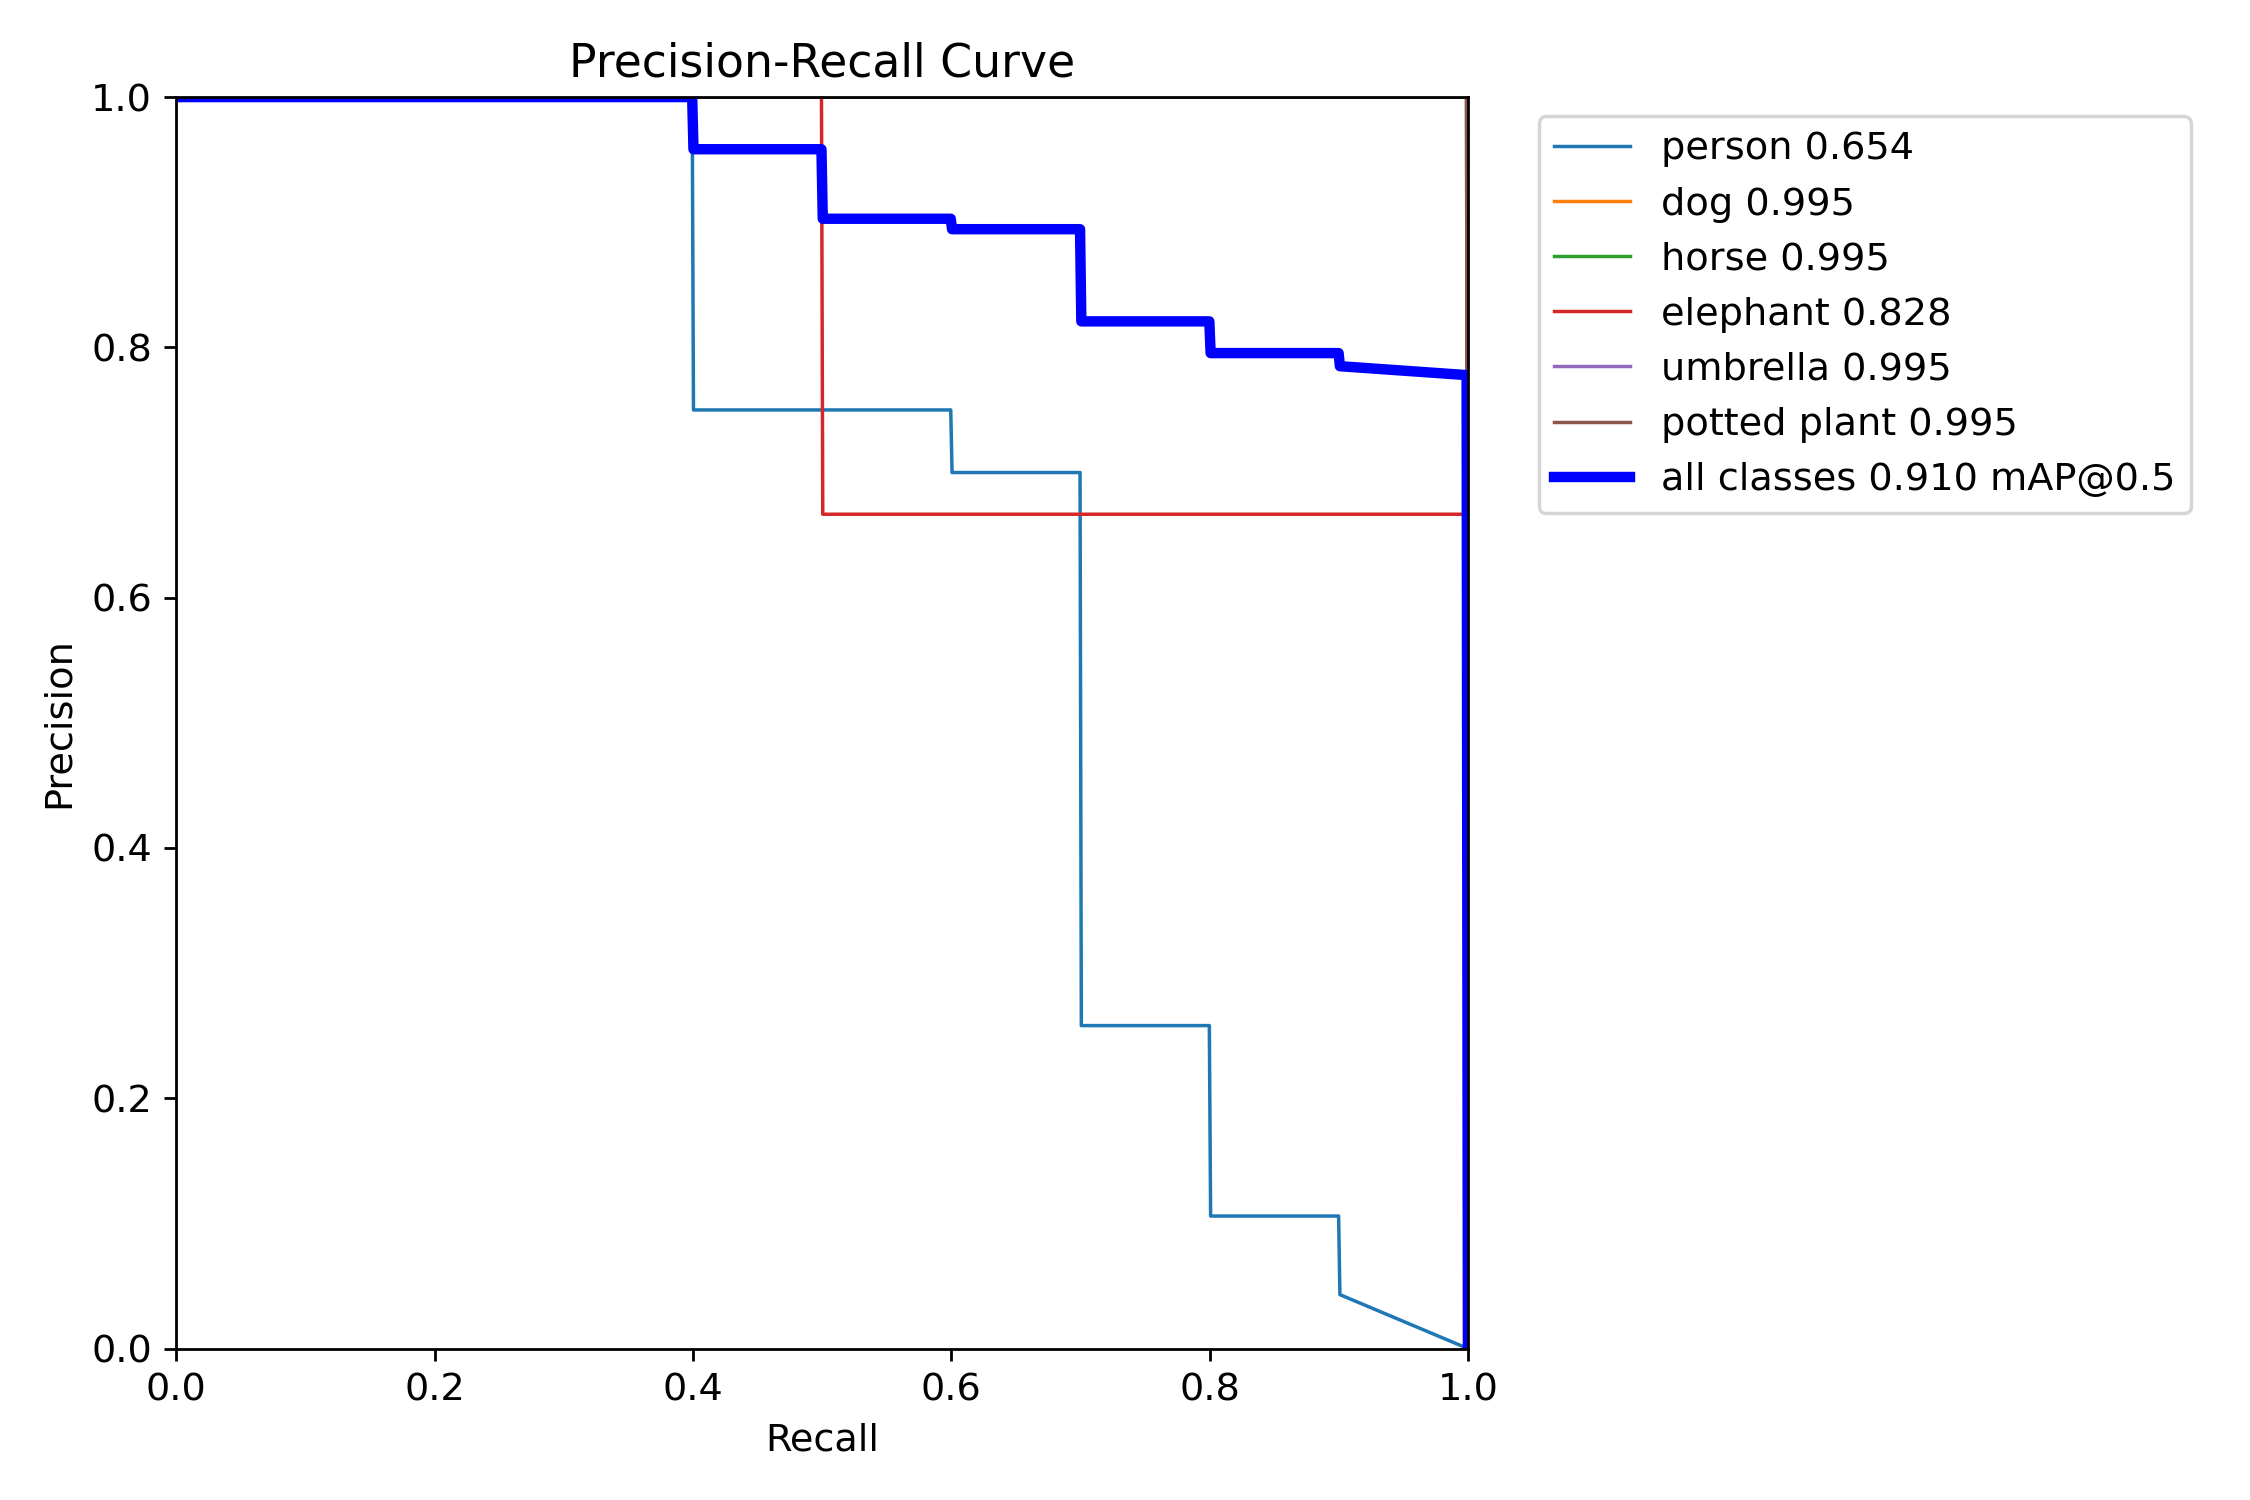 Precision-Recall Curve
1.0
0.8
0.6
0.4
0.2
0.0
Precision
0.0 0.2 0.4 0.6 0.8 1.0
Recall
person 0.654
dog 0.995
horse 0.995
elephant 0.828
umbrella 0.995
potted plant 0.995
all classes 0.910 mAP@0.5